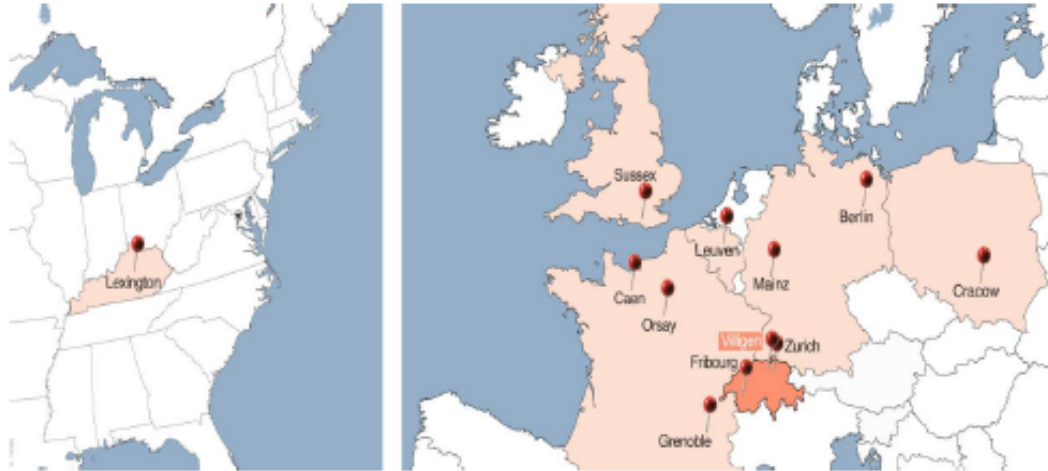 Sussex
Berlin
Leuven
Lexington
Mainz
Cracow
Caen
Orsay
Villigen
Zurich
Fribourg
Grenoble